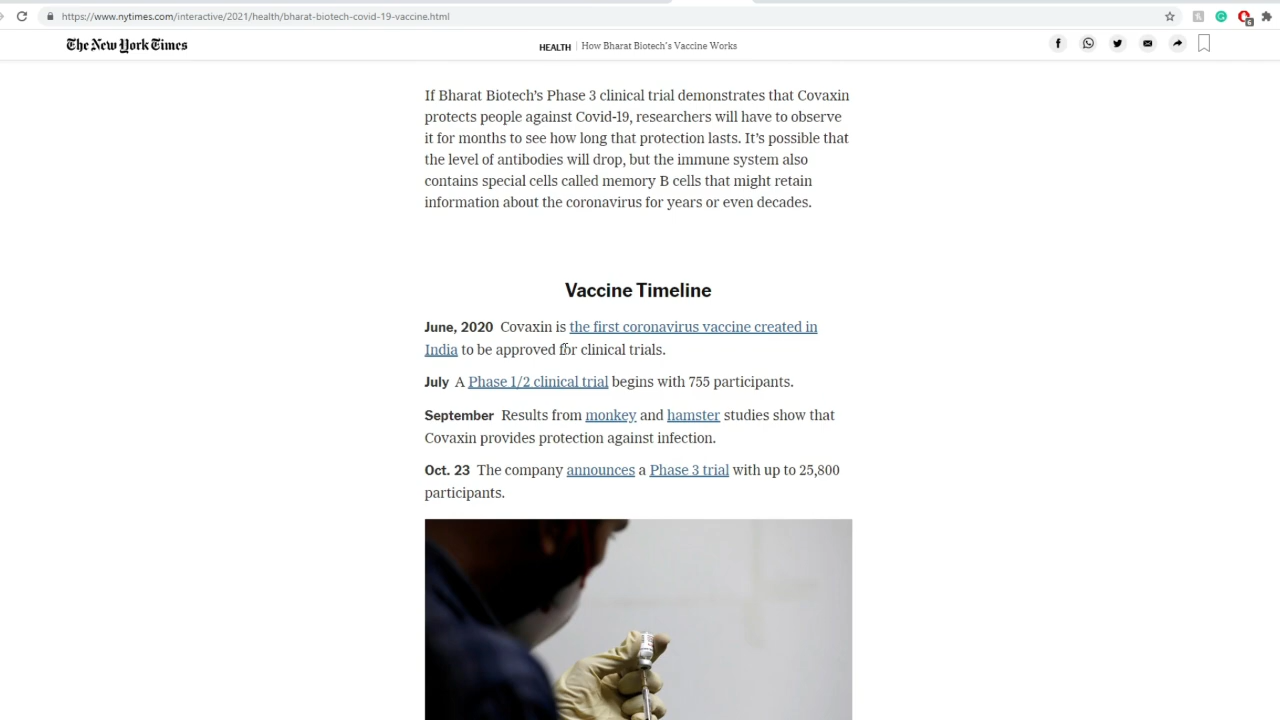 https://www.nytimes.com/interactive/2021/health/bharat-biotech-covid-19-vaccine.html
6
The New York Times
HEALTH | How Bharat Biotech's Vaccine Works
If Bharat Biotech's Phase 3 clinical trial demonstrates that Covaxin
protects people against Covid-19, researchers will have to observe
it for months to see how long that protection lasts. It's possible that
the level of antibodies will drop, but the immune system also
contains special cells called memory B cells that might retain
information about the coronavirus for years or even decades.
Vaccine Timeline
June, 2020 Covaxin is the first coronavirus vaccine created in
India to be approved for clinical trials.
July A Phase 1/2 clinical trial begins with 755 participants.
September Results from monkey and hamster studies show that
Covaxin provides protection against infection.
Oct. 23 The company announces a Phase 3 trial with up to 25,800
participants.